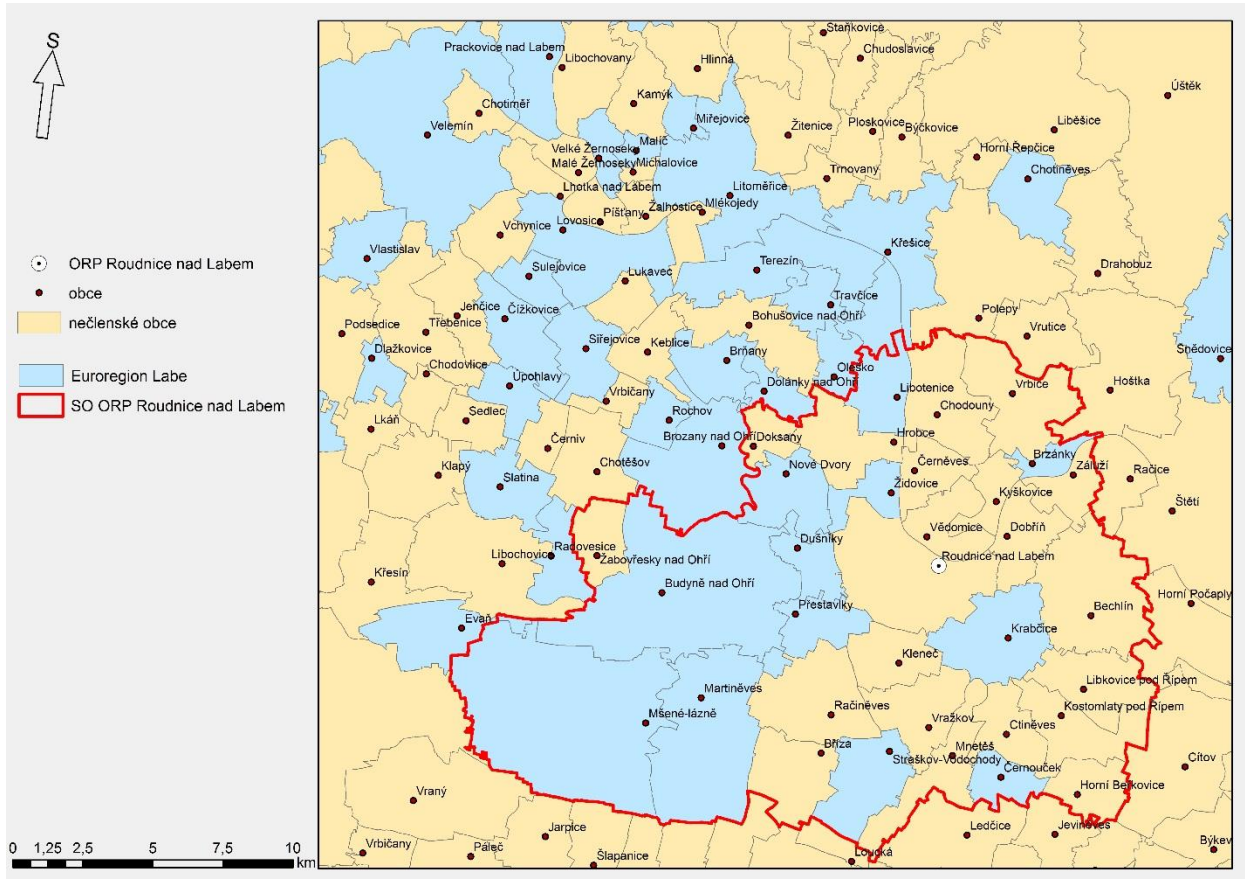 S
ORP Roudnice nad Labem
obce
nečlenské obce
Euroregion Labe
SO ORP Roudnice nad Labem
0 1,25 2,5 5 7,5 10
km
Staňkovice
Prackovice nad Labem
Chudoslavice
Libochovany
Hlinná
Úštěk
Kamýk
Chotiměř
Velemín
Miřejovice
Žitenice
Ploskovice
Býčkovice
Liběšice
Malíč
Velké Žernoseky
Horní Řepčice
Malé Žernoseky
Michalovice
Chotiněves
Trnovany
Lhotka nad Labem
Litoměřice
Píšťany
Žalhostice
Mlékojedy
Lovosice
Vchynice
Křešice
Vlastislav
Terezín
Sulejovice
Lukavec
Drahobuz
Travčice
Jenčice
Čížkovice
Bohušovice nad Ohří
Polepy
Podsedice
Třebenice
Vrutice
Siřejovice
Keblice
Dlažkovice
Brňany
Snědovice
Chodovlice
Oleško
Úpohlavy
Dolánky nad Ohří
Vrbice
Hoštka
Vrbičany
Libotenice
Sedlec
Rochov
Chodouny
Lkáň
Černiv
Brozany nad Ohří
Doksany
Hrobce
Brzánky
Klapý
Chotěšov
Nové Dvory
Černěves
Záluží
Račice
Slatina
Židovice
Kyškovice
Štětí
Vědomice
Dobříň
Dušníky
Libochovice
Radovesice
Žabovřesky nad Ohří
Roudnice nad Labem
Křesín
Budyně nad Ohří
Horní Počaply
Přestavlky
Bechlín
Evaň
Krabčice
Kleneč
Martiněves
Libkovice pod Řípem
Mšené-lázně
Račiněves
Kostomlaty pod Řípem
Vražkov
Ctiněves
Bříza
Straškov-Vodochody
Mnetěš
Černouček
Cítov
Horní Beřkovice
Vraný
Jarpice
Ledčice
Jeviněves
Vrbičany
Páleč
Šlapanice
Loucká
Býkev